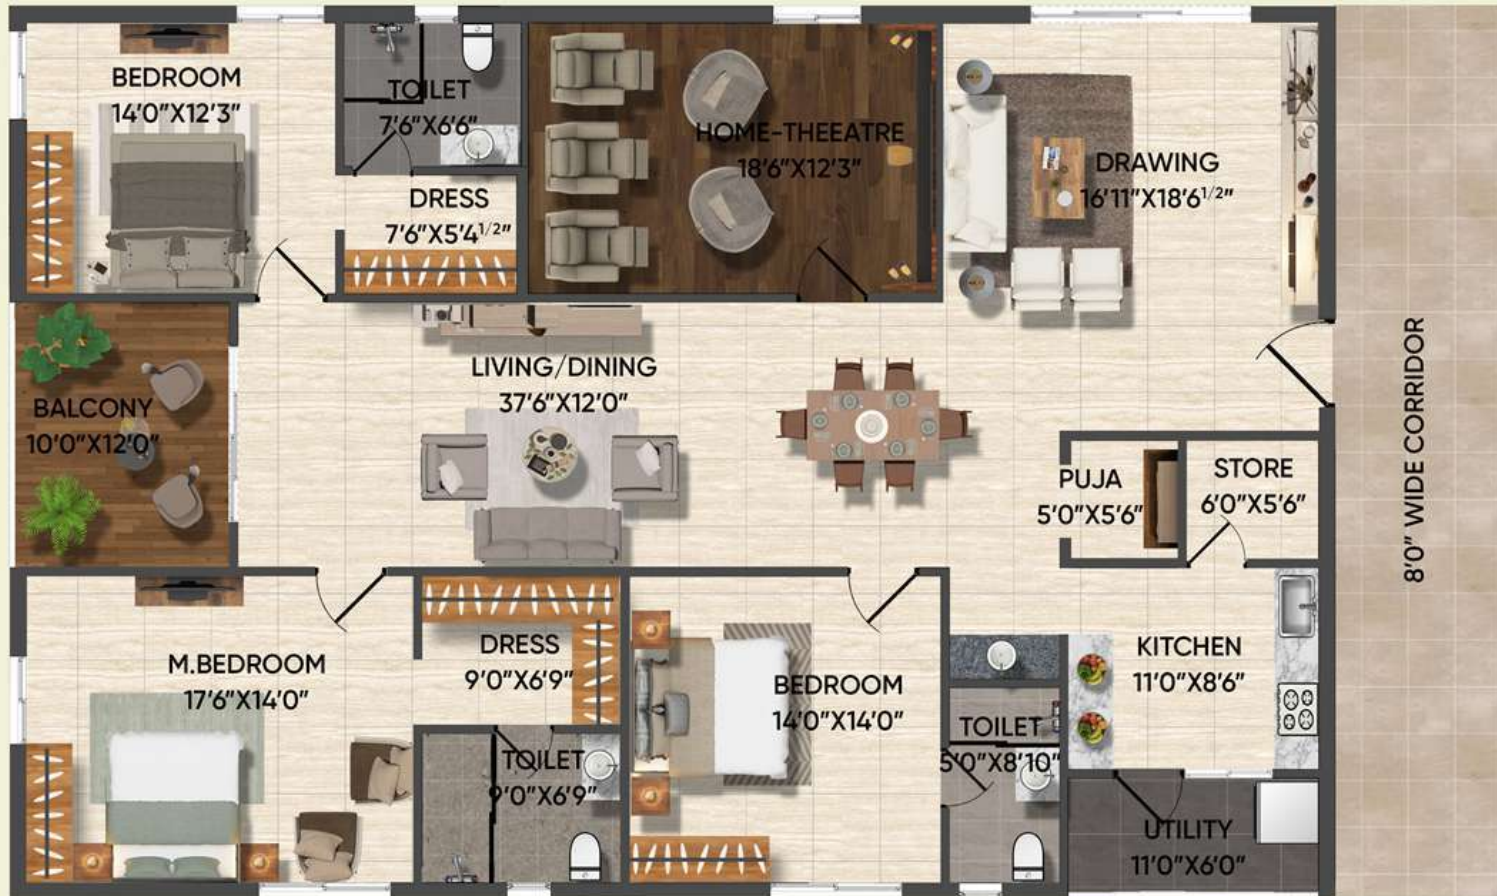 BEDROOM
14'0"X12'3"
TOILET
7'6"X6'6"
DRESS
7'6"X5'4 1/2"
HOME-THEEATRE
18'6"X12'3"
DRAWING
16'11"X18'6 1/2"
LIVING/DINING
37'6"X12'0"
BALCONY
10'0"X12'0"
PUJA
5'0"X5'6"
STORE
6'0"X5'6"
8'0" WIDE CORRIDOR
M.BEDROOM
17'6"X14'0"
DRESS
9'0"X6'9"
TOILET
9'0"X6'9"
BEDROOM
14'0"X14'0"
TOILET
5'0"X8'10"
KITCHEN
11'0"X8'6"
UTILITY
11'0"X6'0"